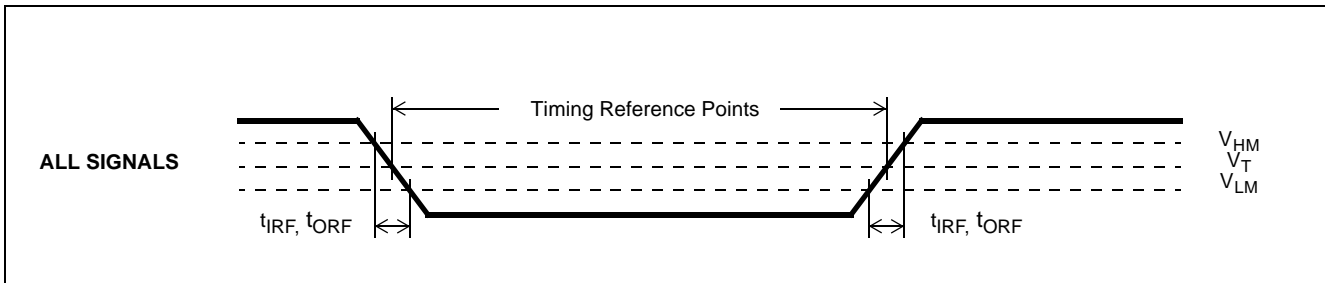 Timing Reference Points
V_HM
ALL SIGNALS
V_T
V_LM
t_IRF, t_ORF
t_IRF, t_ORF